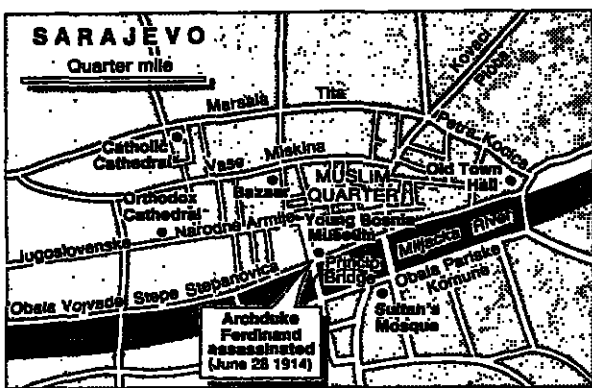 SARAJEVO
Quarter mile
Marsala Tita
Kovaci
Petra Kocica
Catholic
Cathedral
Vase Miskina
Bazaar
MUSLIM
QUARTER
Old Town
Hall
Orthodox
Cathedral
Jugoslovenske Narodne Armije
Young Bosnia
Museum
Miljacka River
Princip
Bridge
Obala Pariske
Komune
Obala Vojvode Stepe Stepanovica
Sultan's
Mosque
Archduke
Ferdinand
assassinated
(June 28 1914)